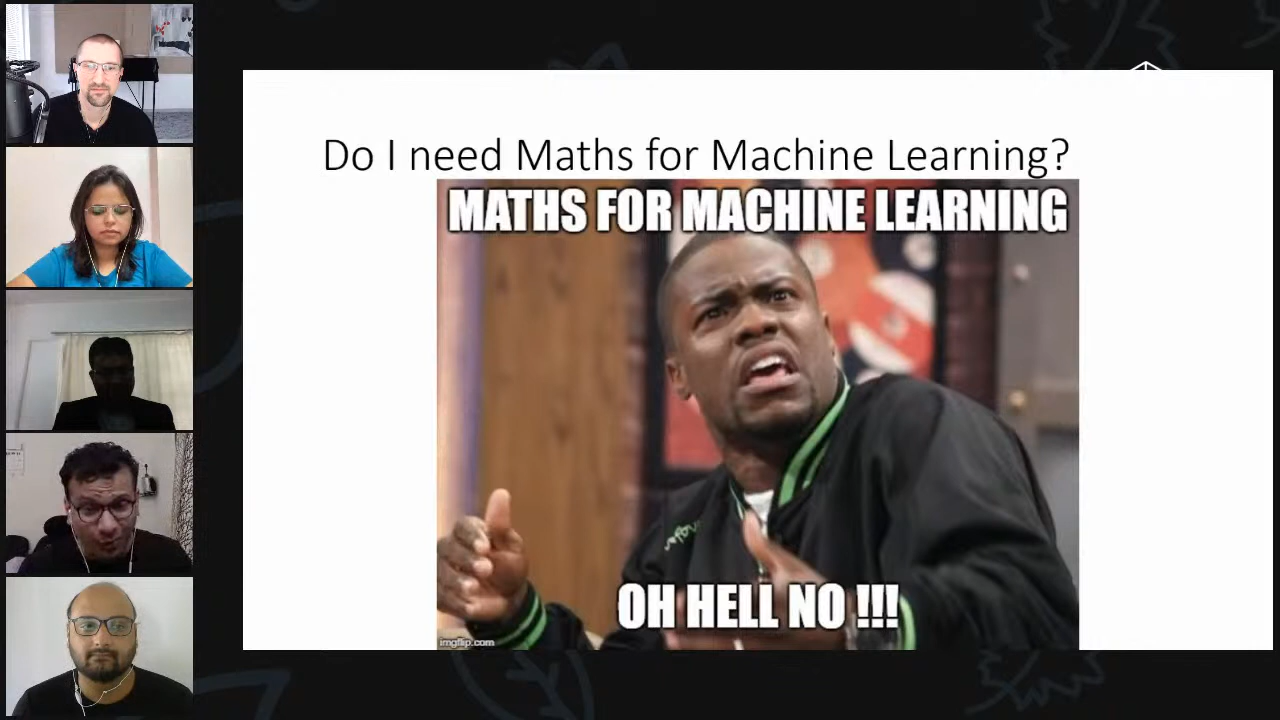 Do I need Maths for Machine Learning?
MATHS FOR MACHINE LEARNING
OH HELL NO !!!
imgflip.com